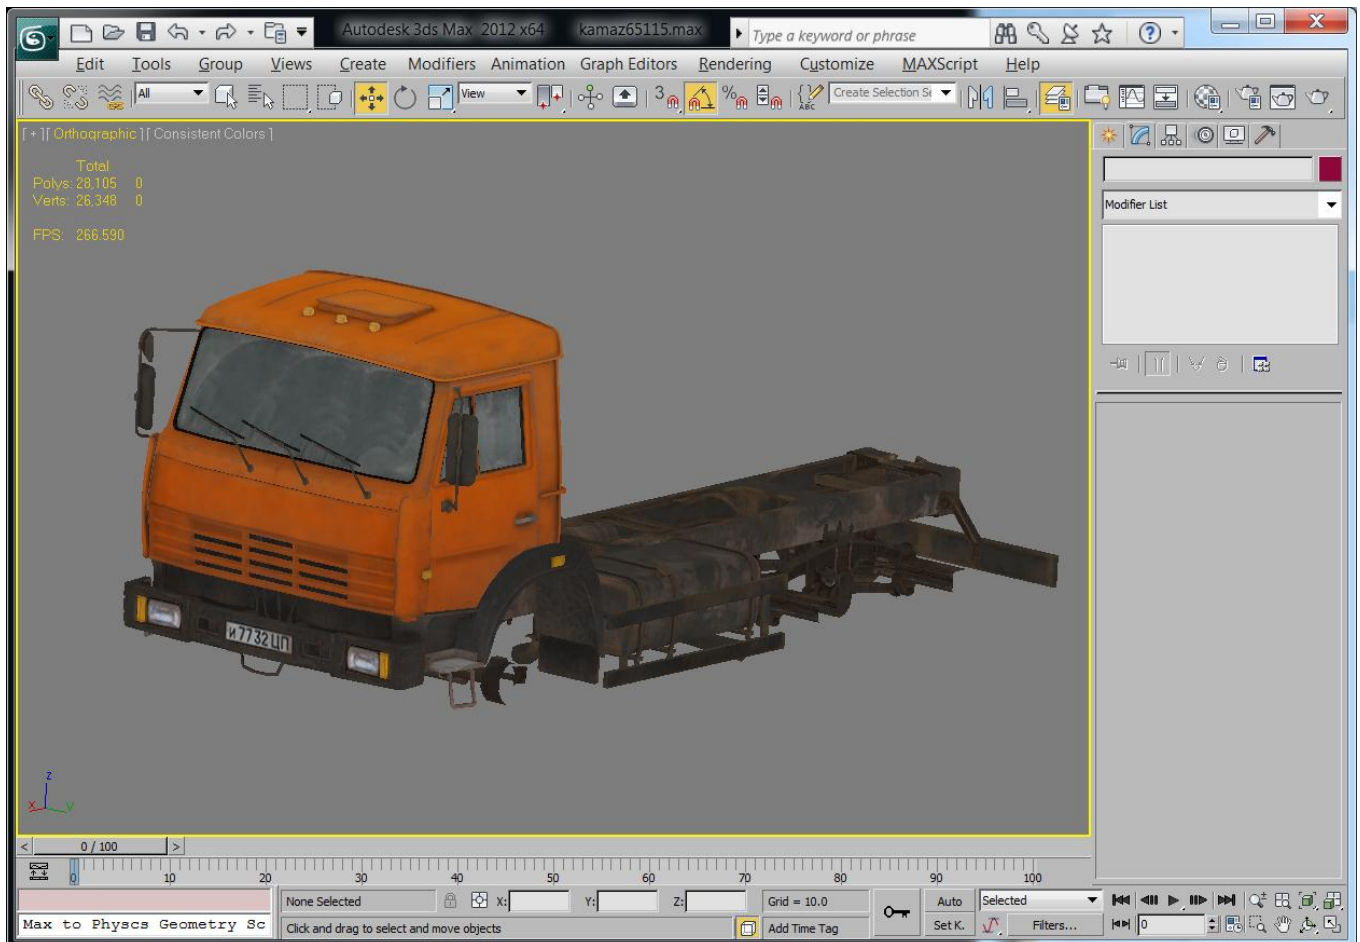 Autodesk 3ds Max 2012 x64 kamaz65115.max Type a keyword or phrase
Edit Tools Group Views Create Modifiers Animation Graph Editors Rendering Customize MAXScript Help
All View 3 % ABC Create Selection Se
[ + ][ Orthographic ][ Consistent Colors ]
Total
Polys: 28,105 0
Verts: 26,348 0
FPS: 266.590
Modifier List
и7732ЦП
z
x y
< 0 / 100 >
0 10 20 30 40 50 60 70 80 90 100
None Selected X: Y: Z: Grid = 10.0 Auto Selected
Max to Physcs Geometry Sc Click and drag to select and move objects Add Time Tag Set K. Filters... 0